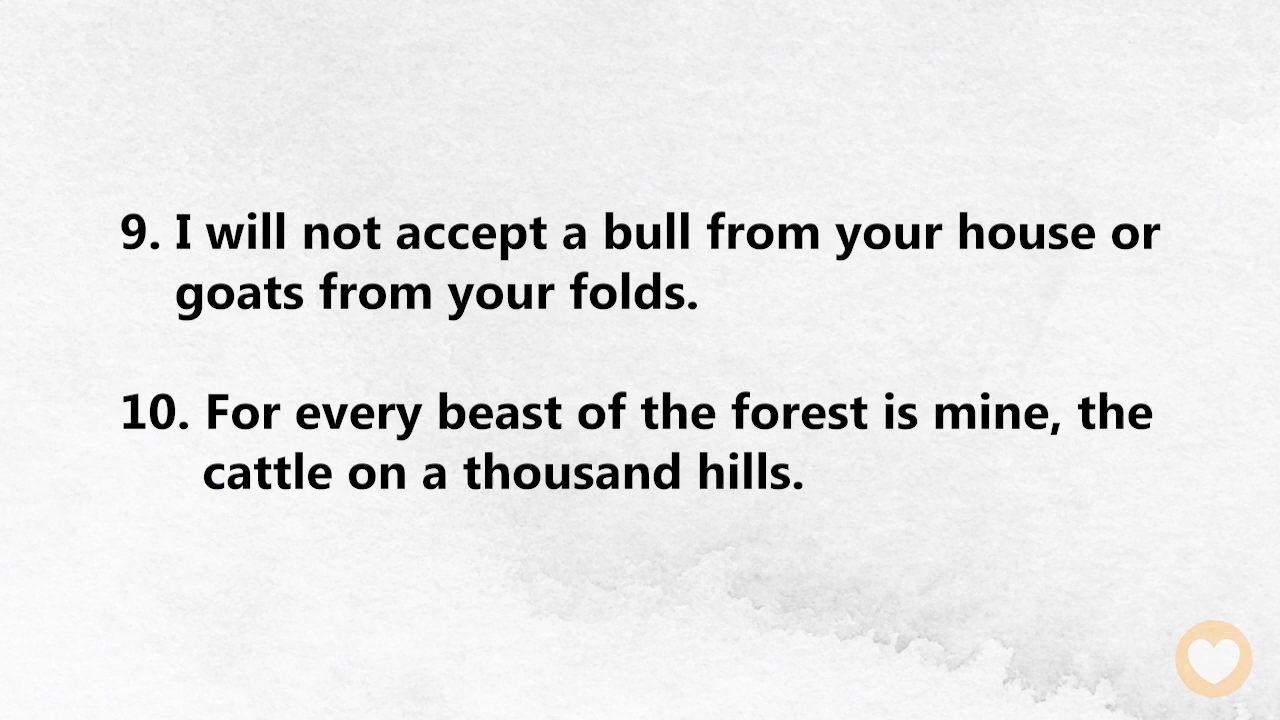 9. I will not accept a bull from your house or
goats from your folds.
10. For every beast of the forest is mine, the
cattle on a thousand hills.